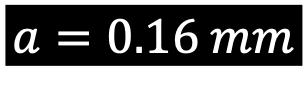 a = 0.16 mm